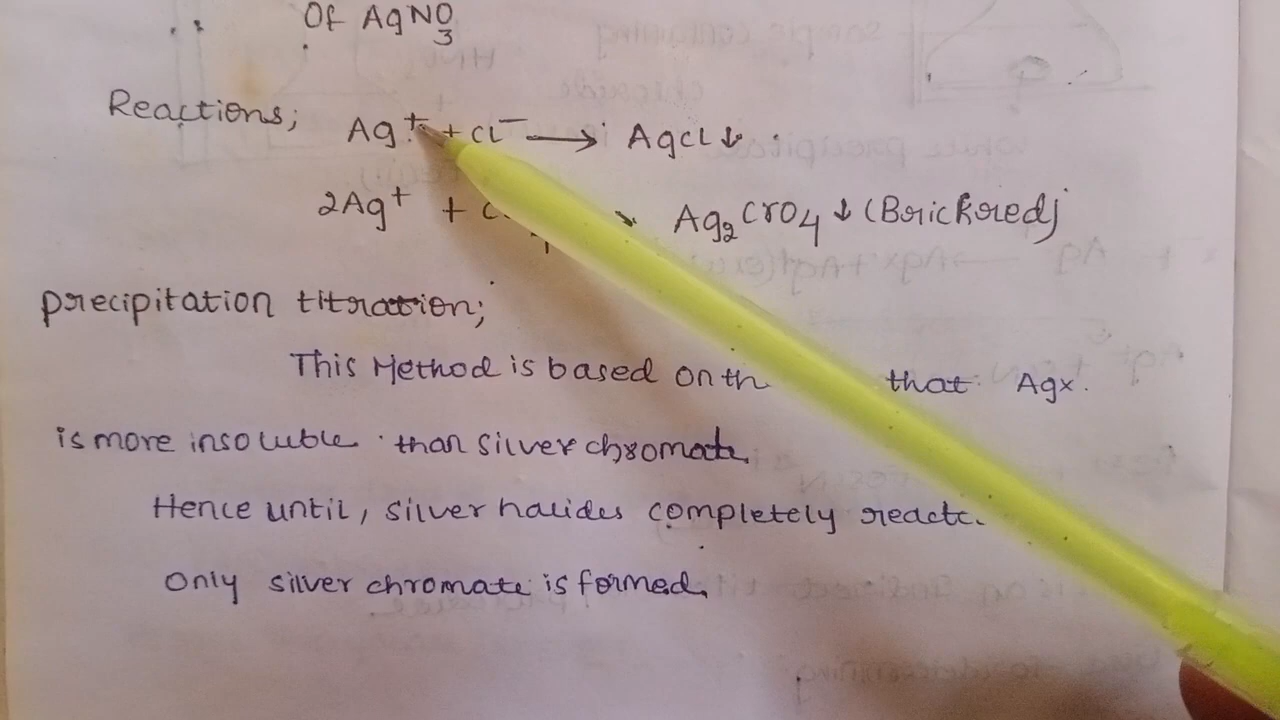 Of AgNO3
Reactions; Ag+ + Cl− → AgCl↓
2Ag+ + → Ag2CrO4 ↓ (Brickred)
precipitation titration;
This Method is based on that Agx.
is more insoluble than silver chromate.
Hence until, silver halides completely react.
Only silver chromate is formed.